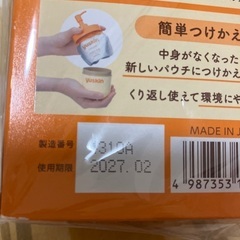 簡単つけかえ
中身がなくなった
新しいパウチにつけかえ
くり返し使えて環境にや
MADE IN J
製造番号
使用期限 2027.02
4 987353 1